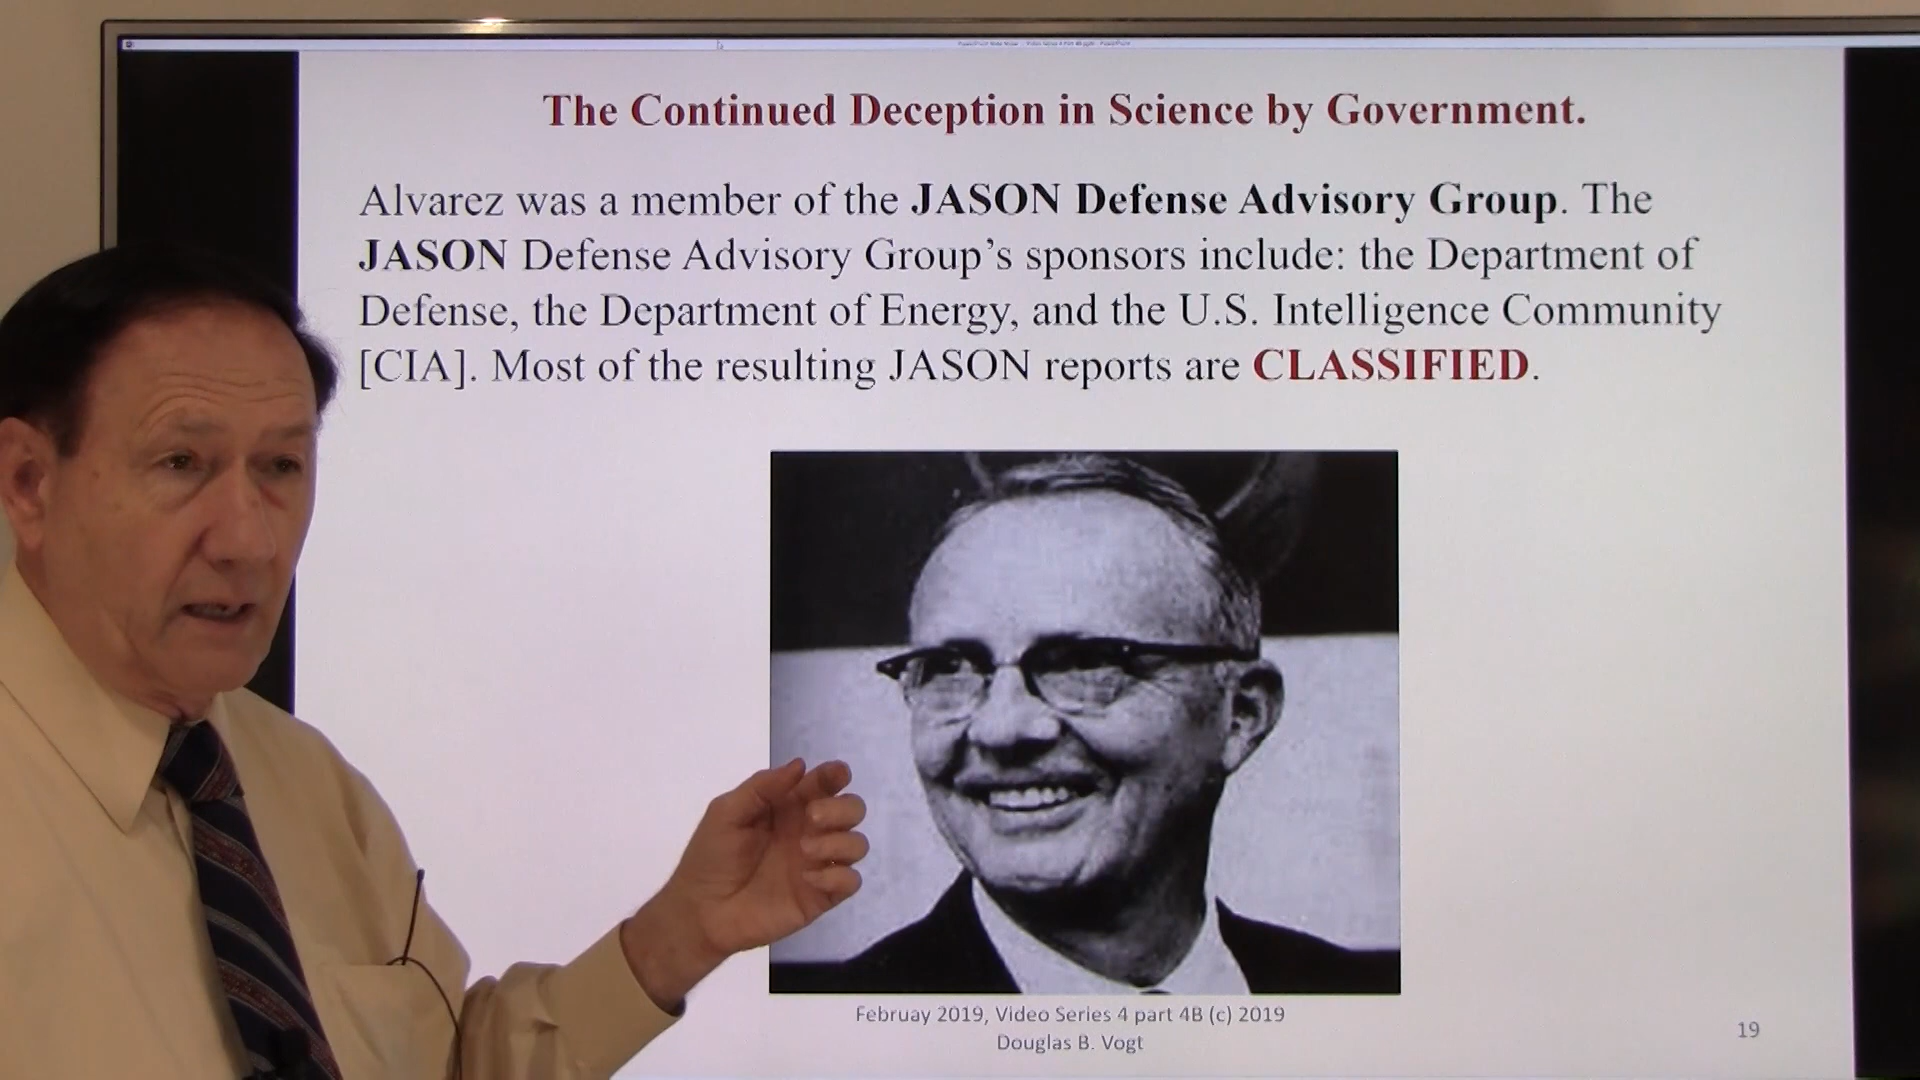 The Continued Deception in Science by Government.
Alvarez was a member of the JASON Defense Advisory Group. The
JASON Defense Advisory Group’s sponsors include: the Department of
Defense, the Department of Energy, and the U.S. Intelligence Community
[CIA]. Most of the resulting JASON reports are CLASSIFIED.
Februay 2019, Video Series 4 part 4B (c) 2019
Douglas B. Vogt
19